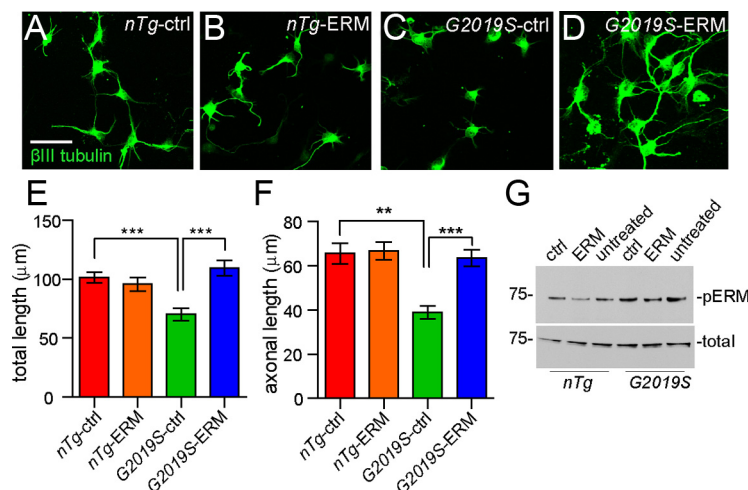 A nTg-ctrl
B nTg-ERM
C G2019S-ctrl
D G2019S-ERM
βIII tubulin
E
total length (μm)
150
100
50
0
***
***
nTg-ctrl
nTg-ERM
G2019S-ctrl
G2019S-ERM
F
axonal length (μm)
80
60
40
20
0
**
***
nTg-ctrl
nTg-ERM
G2019S-ctrl
G2019S-ERM
G
ctrl
ERM
untreated
ctrl
ERM
untreated
75-
-pERM
75-
-total
nTg
G2019S